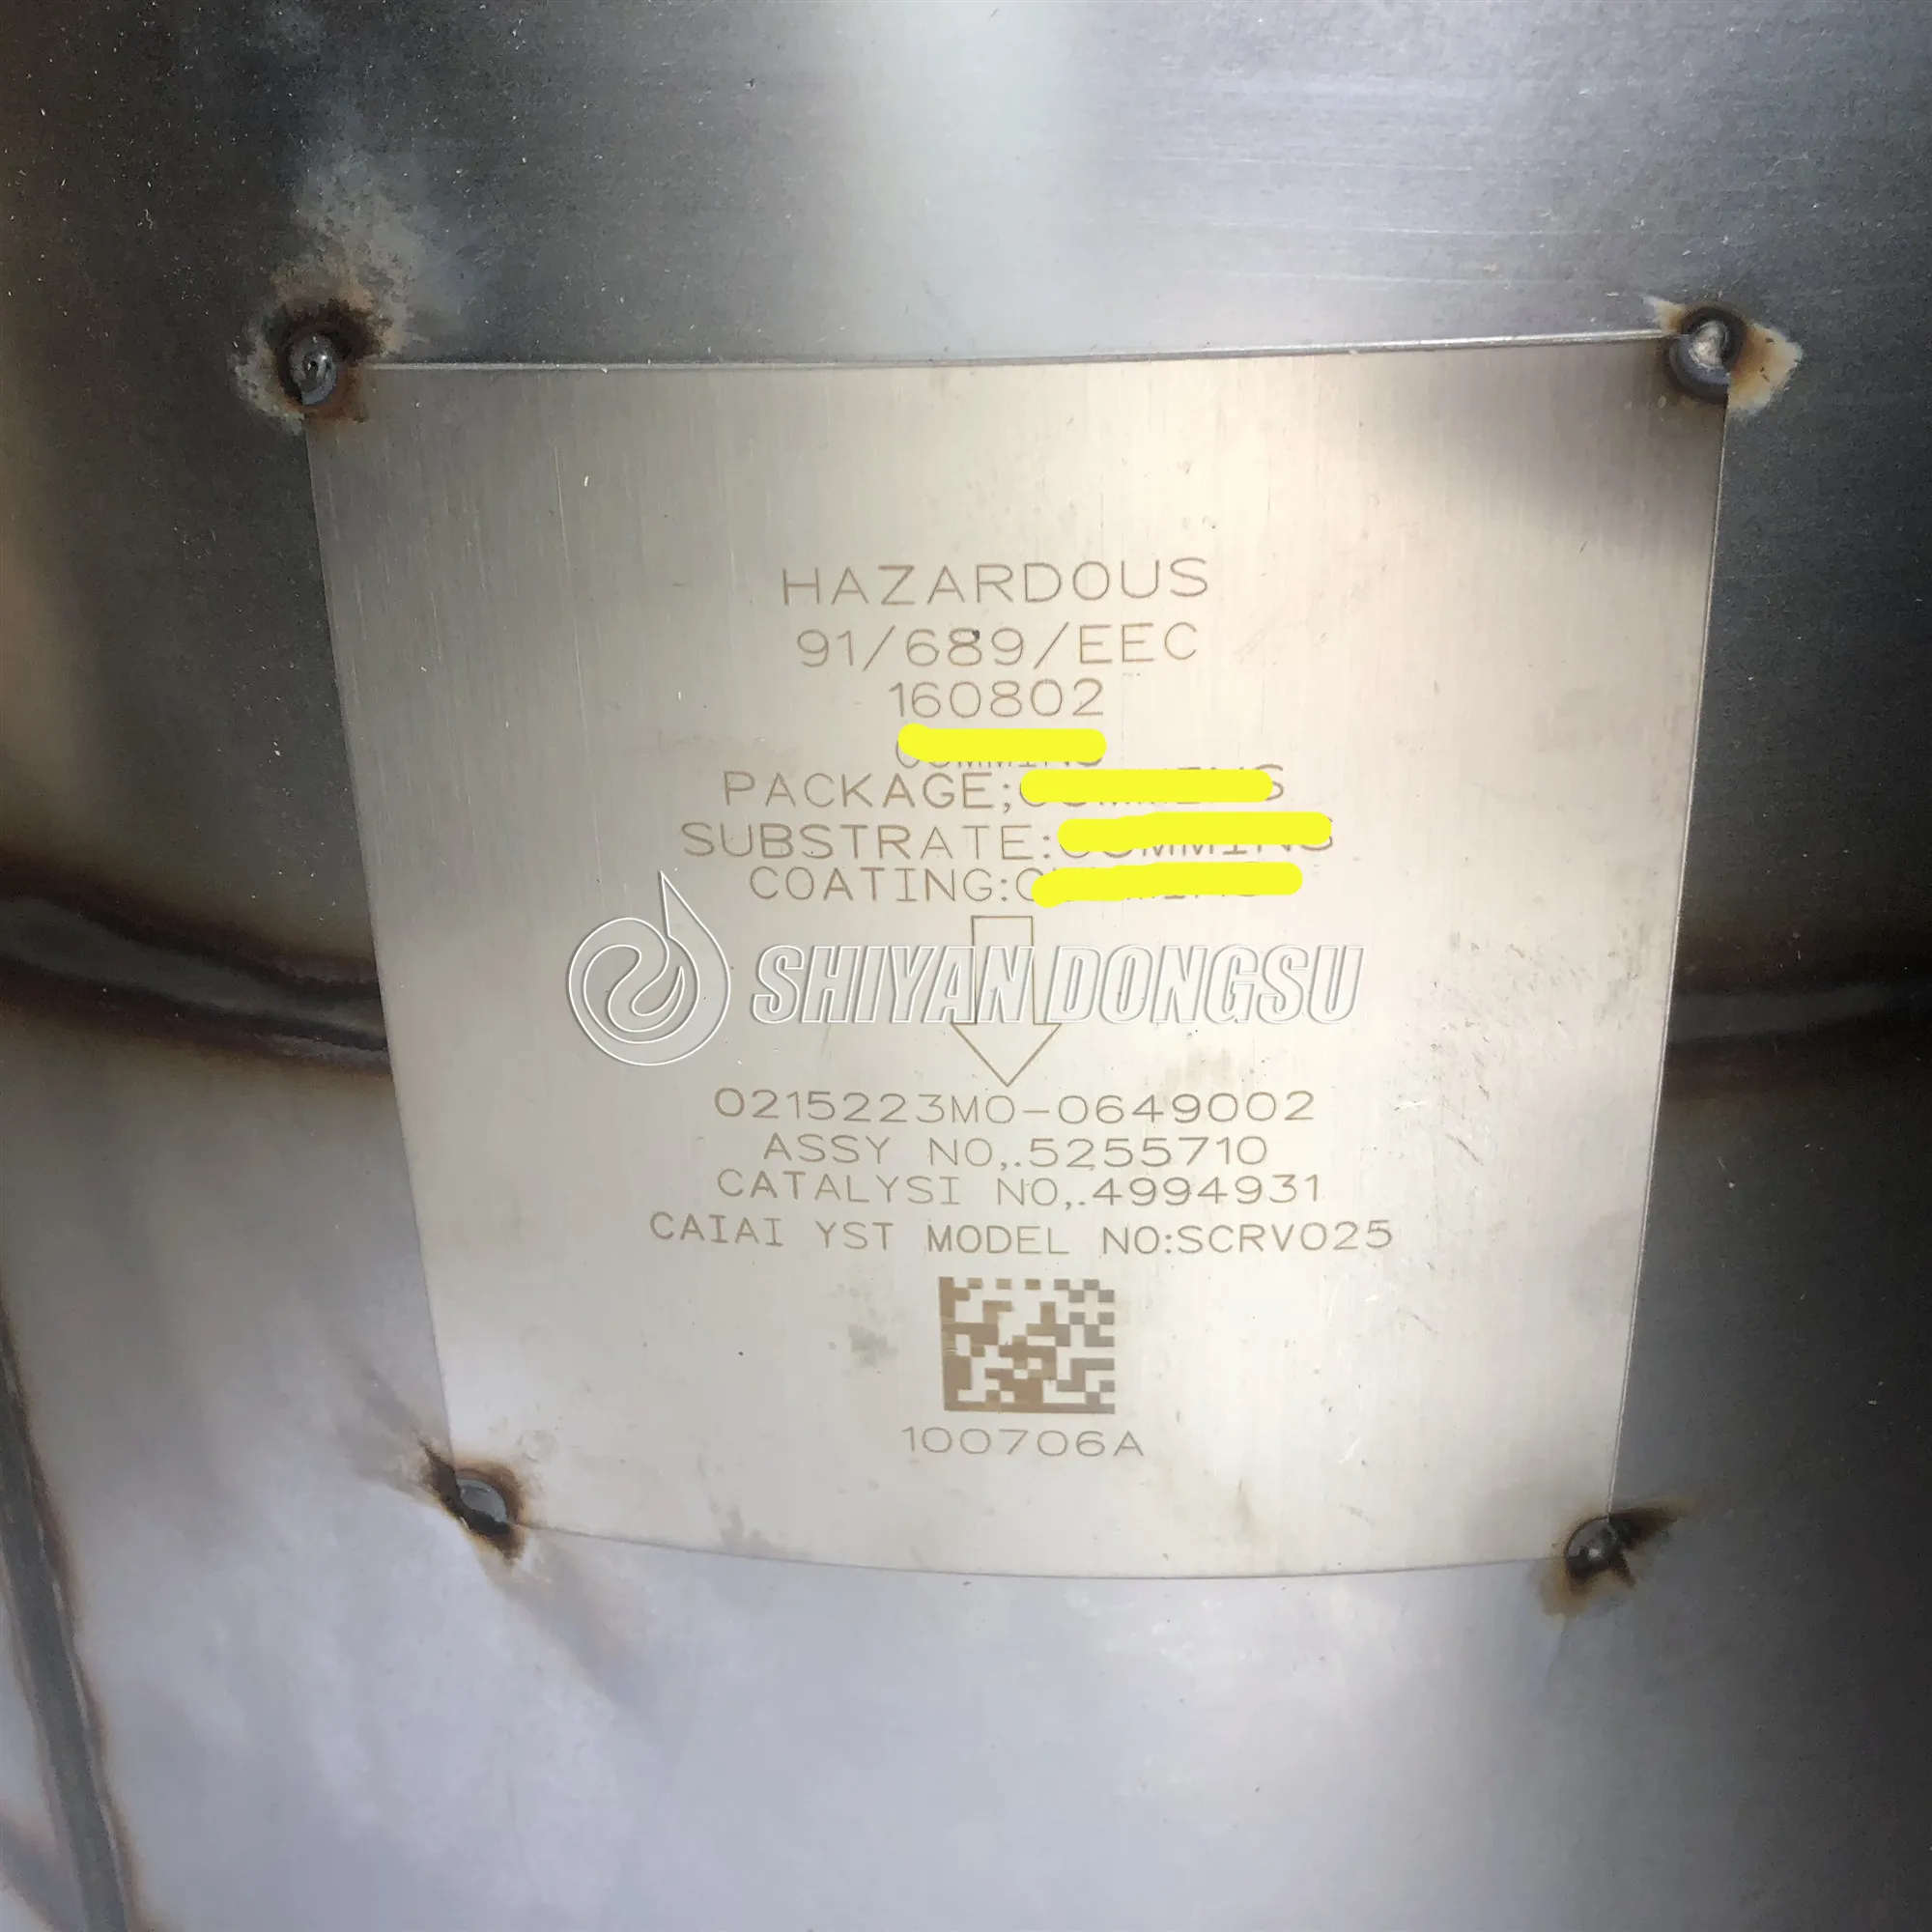 HAZARDOUS
91/689/EEC
160802
PACKAGE;
SUBSTRATE:
COATING:
SHIYAN DONGSU
0215223M0-0649002
ASSY NO,.5255710
CATALYSI NO,.4994931
CAIAI YST MODEL NO:SCRV025
100706A